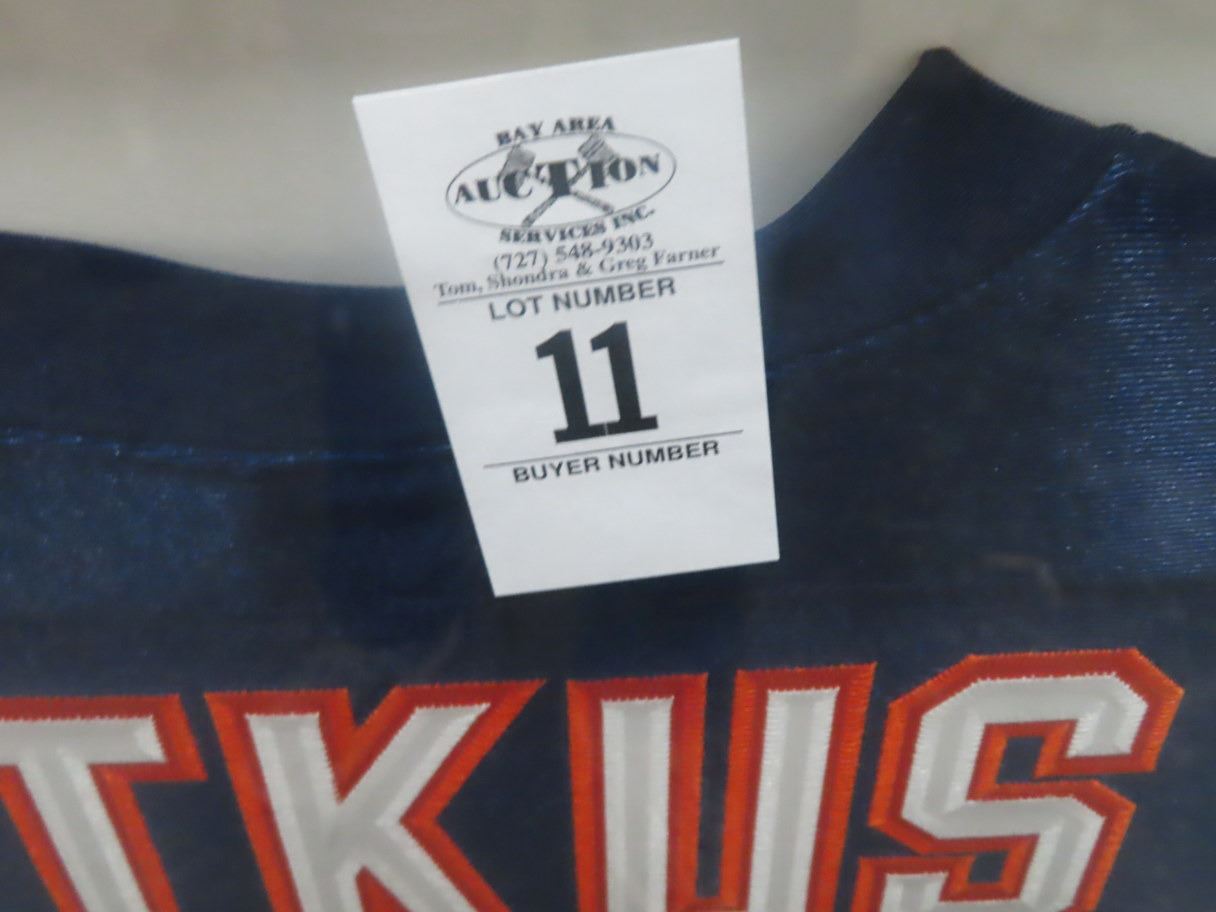 BAY AREA
AUCTION
SERVICES INC.
(727) 548-9303
Tom, Shondra & Greg Farner
LOT NUMBER
11
BUYER NUMBER
TKUS